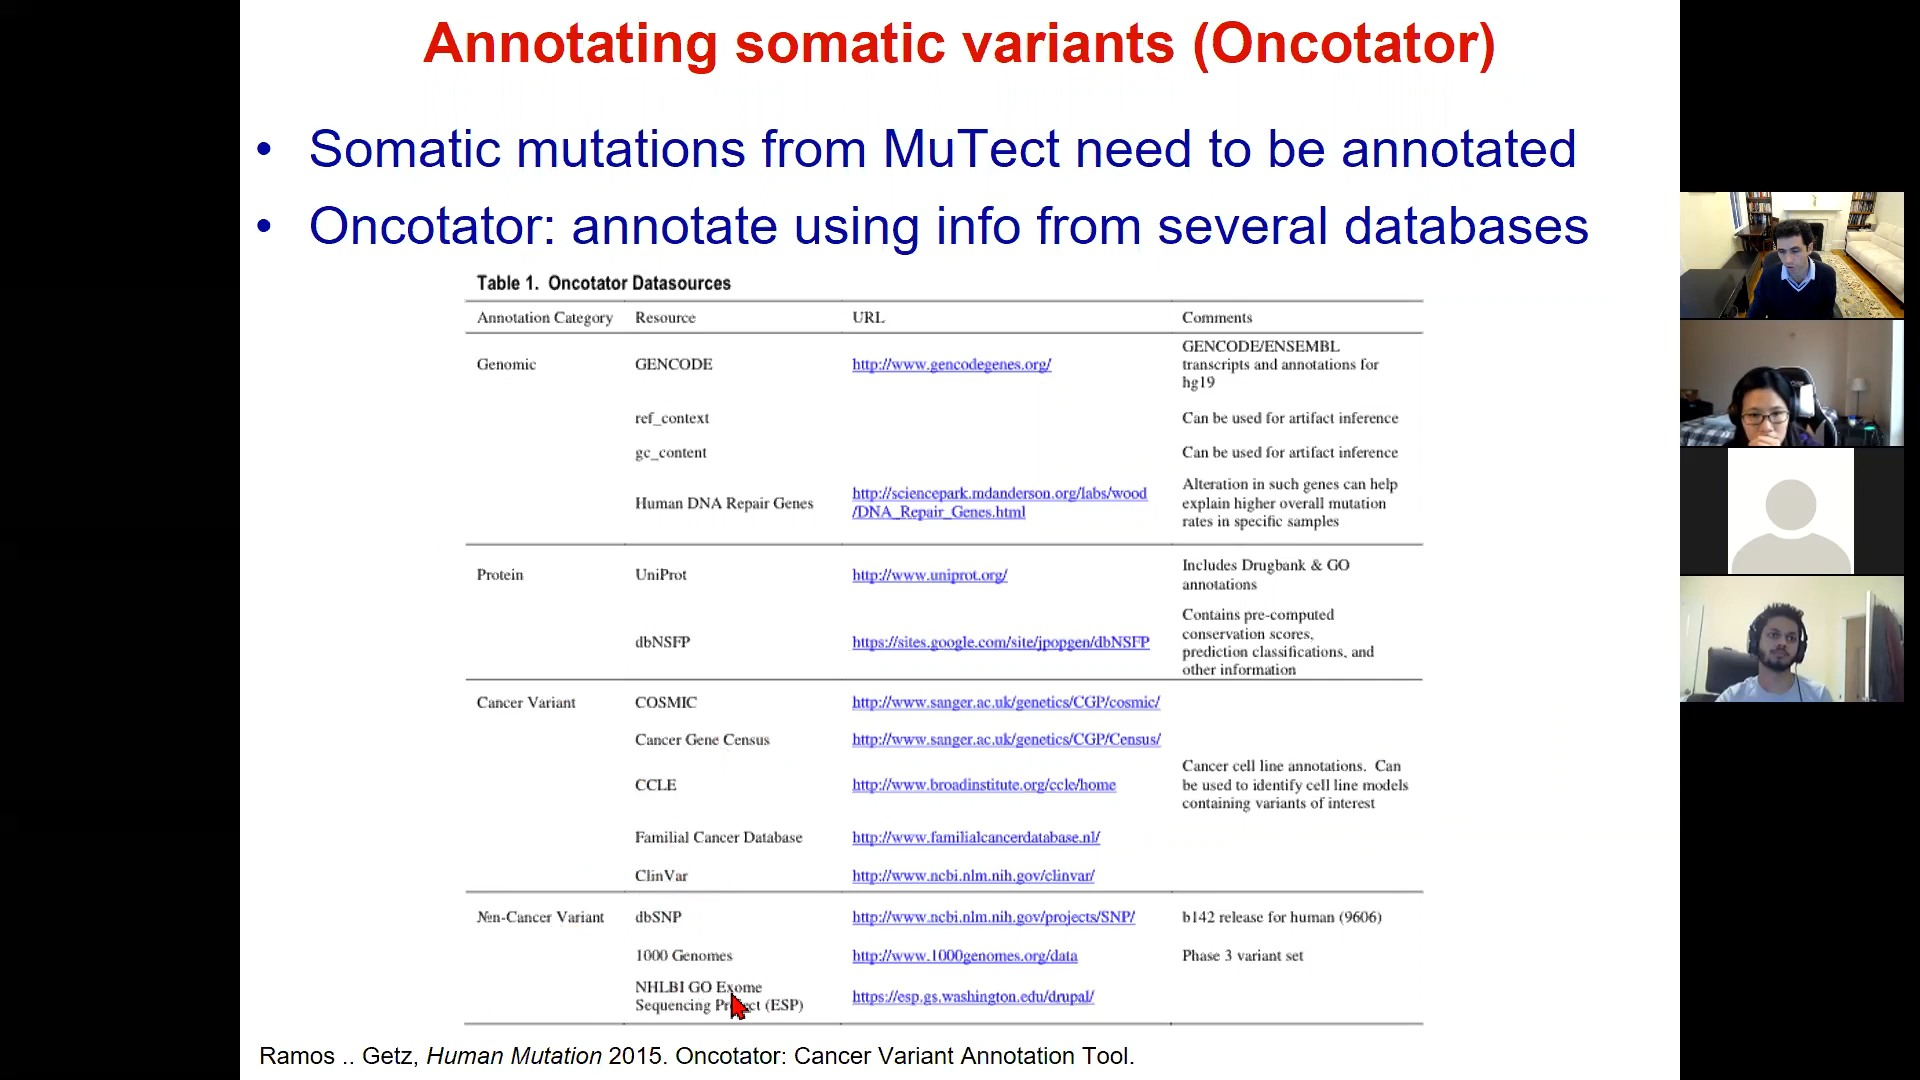 Annotating somatic variants (Oncotator)
• Somatic mutations from MuTect need to be annotated
• Oncotator: annotate using info from several databases
Table 1. Oncotator Datasources
Annotation Category Resource URL Comments
Genomic GENCODE http://www.gencodegenes.org/ GENCODE/ENSEMBL
transcripts and annotations for
hg19
ref_context Can be used for artifact inference
gc_content Can be used for artifact inference
Human DNA Repair Genes http://sciencepark.mdanderson.org/labs/wood
/DNA_Repair_Genes.html
Alteration in such genes can help
explain higher overall mutation
rates in specific samples
Protein UniProt http://www.uniprot.org/ Includes Drugbank & GO
annotations
dbNSFP https://sites.google.com/site/jpopgen/dbNSFP Contains pre-computed
conservation scores,
prediction classifications, and
other information
Cancer Variant COSMIC http://www.sanger.ac.uk/genetics/CGP/cosmic/
Cancer Gene Census http://www.sanger.ac.uk/genetics/CGP/Census/
CCLE http://www.broadinstitute.org/ccle/home Cancer cell line annotations. Can
be used to identify cell line models
containing variants of interest
Familial Cancer Database http://www.familialcancerdatabase.nl/
ClinVar http://www.ncbi.nlm.nih.gov/clinvar/
Non-Cancer Variant dbSNP http://www.ncbi.nlm.nih.gov/projects/SNP/ b142 release for human (9606)
1000 Genomes http://www.1000genomes.org/data Phase 3 variant set
NHLBI GO Exome
Sequencing Project (ESP) https://esp.gs.washington.edu/drupal/
Ramos .. Getz, Human Mutation 2015. Oncotator: Cancer Variant Annotation Tool.